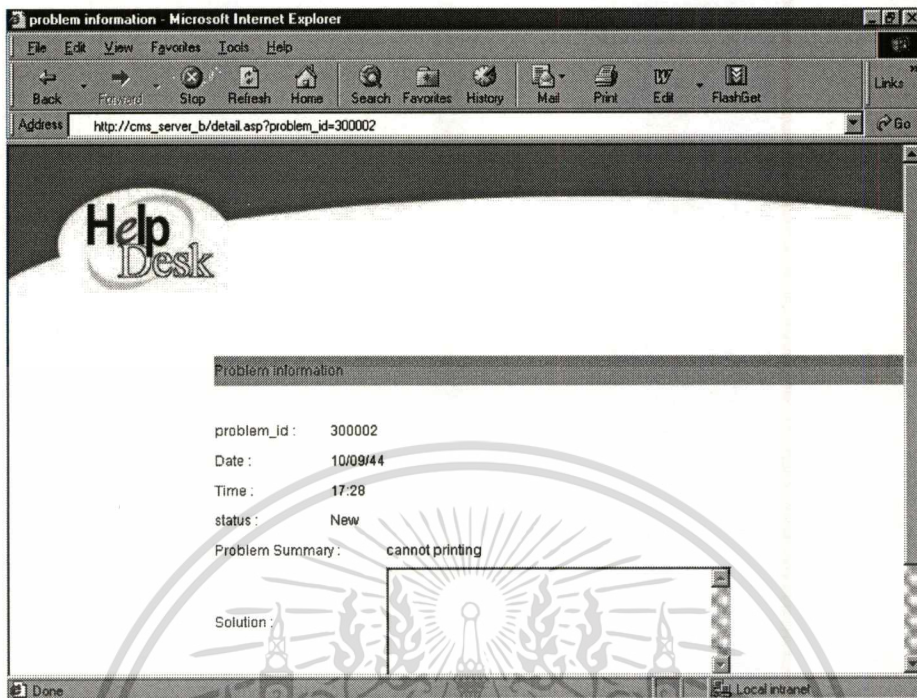 problem information - Microsoft Internet Explorer
File Edit View Favorites Tools Help
Back Forward Stop Refresh Home Search Favorites History Mail Print Edit FlashGet Links »
Address http://cms_server_b/detail.asp?problem_id=300002 Go
Help
Desk
Problem information
problem_id : 300002
Date : 10/09/44
Time : 17:28
status : New
Problem Summary : cannot printing
Solution :
Done Local intranet